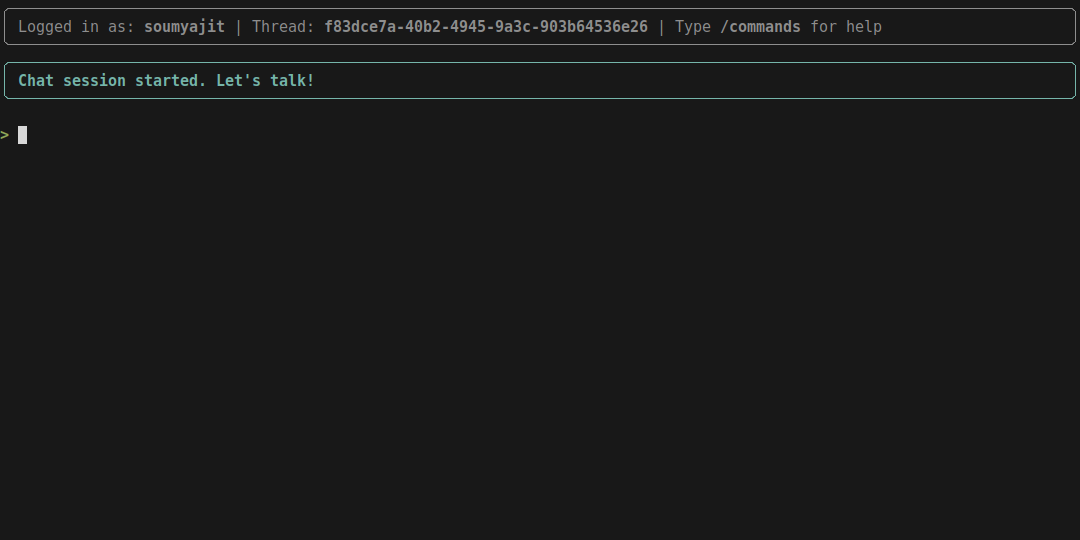 Logged in as: soumyajit | Thread: f83dce7a-40b2-4945-9a3c-903b64536e26 | Type /commands for help
Chat session started. Let's talk!
>